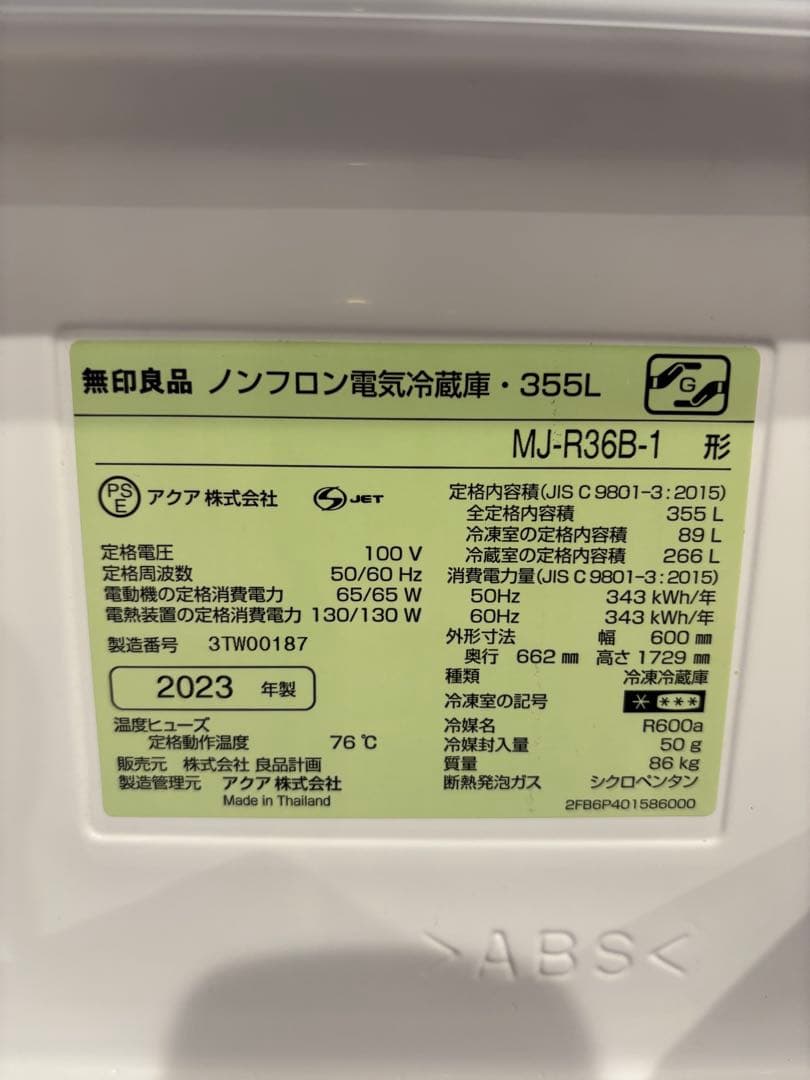 無印良品 ノンフロン電気冷蔵庫・355L
G
MJ-R36B-1 形
PSE アクア 株式会社 S JET
定格電圧 100 V
定格周波数 50/60 Hz
電動機の定格消費電力 65/65 W
電熱装置の定格消費電力 130/130 W
製造番号 3TW00187
2023 年製
温度ヒューズ
定格動作温度 76 ℃
販売元 株式会社 良品計画
製造管理元 アクア 株式会社
Made in Thailand
定格内容積(JIS C 9801-3:2015)
全定格内容積 355 L
冷凍室の定格内容積 89 L
冷蔵室の定格内容積 266 L
消費電力量(JIS C 9801-3:2015)
50Hz 343 kWh/年
60Hz 343 kWh/年
外形寸法 幅 600 ㎜
奥行 662 ㎜ 高さ 1729 ㎜
種類 冷凍冷蔵庫
冷凍室の記号 * ***
冷媒名 R600a
冷媒封入量 50 g
質量 86 kg
断熱発泡ガス シクロペンタン
2FB6P401586000
>ABS<